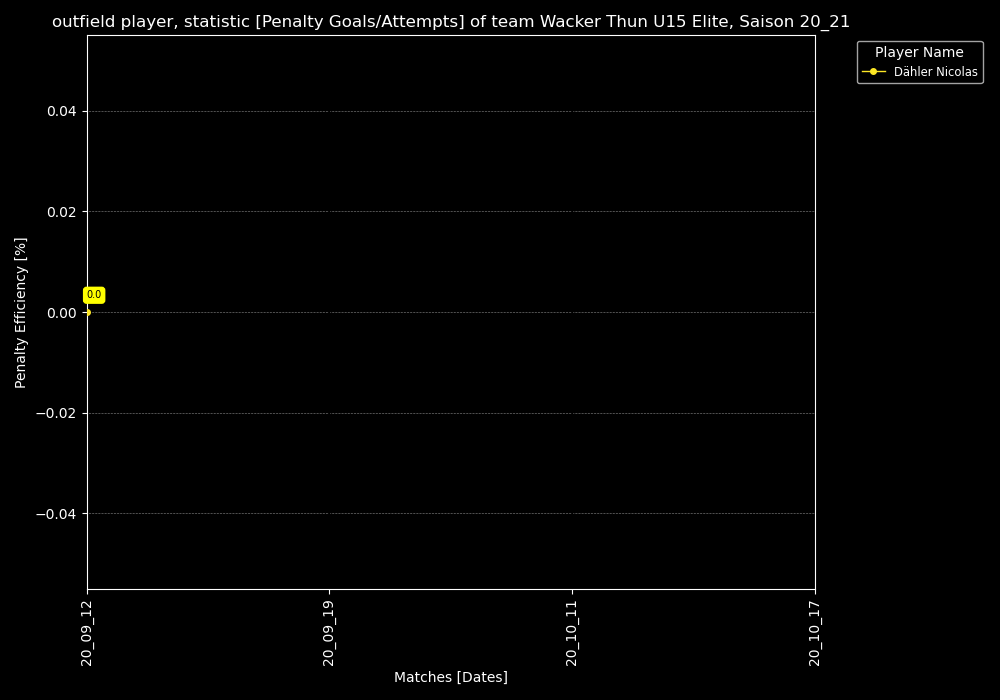 outfield player, statistic [Penalty Goals/Attempts] of team Wacker Thun U15 Elite, Saison 20_21
Player Name
Dähler Nicolas
Penalty Efficiency [%]
0.04
0.02
0.00
−0.02
−0.04
0.0
20_09_12
20_09_19
20_10_11
20_10_17
Matches [Dates]